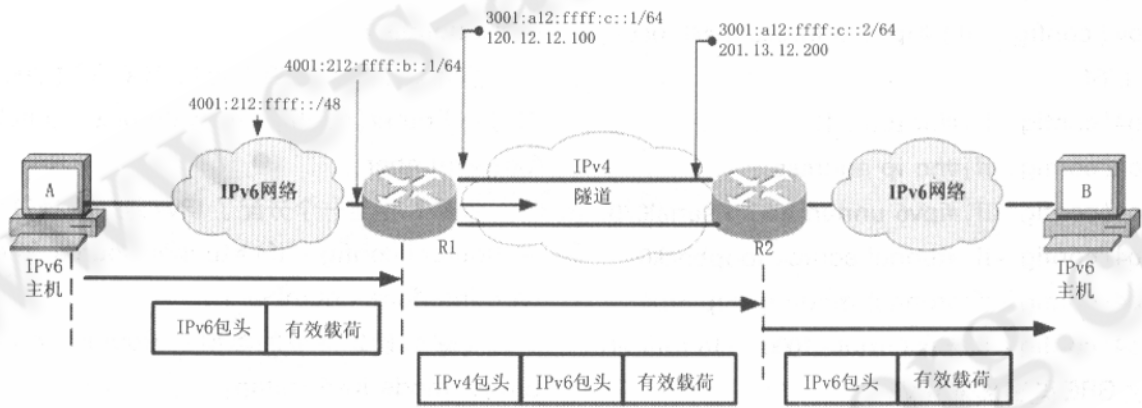 3001:a12:ffff:c::1/64
120.12.12.100
3001:a12:ffff:c::2/64
201.13.12.200
4001:212:ffff:b::1/64
4001:212:ffff::/48
A
IPv6网络
IPv4
隧道
IPv6网络
B
R1
R2
IPv6
主机
IPv6
主机
IPv6包头
有效载荷
IPv4包头
IPv6包头
有效载荷
IPv6包头
有效载荷